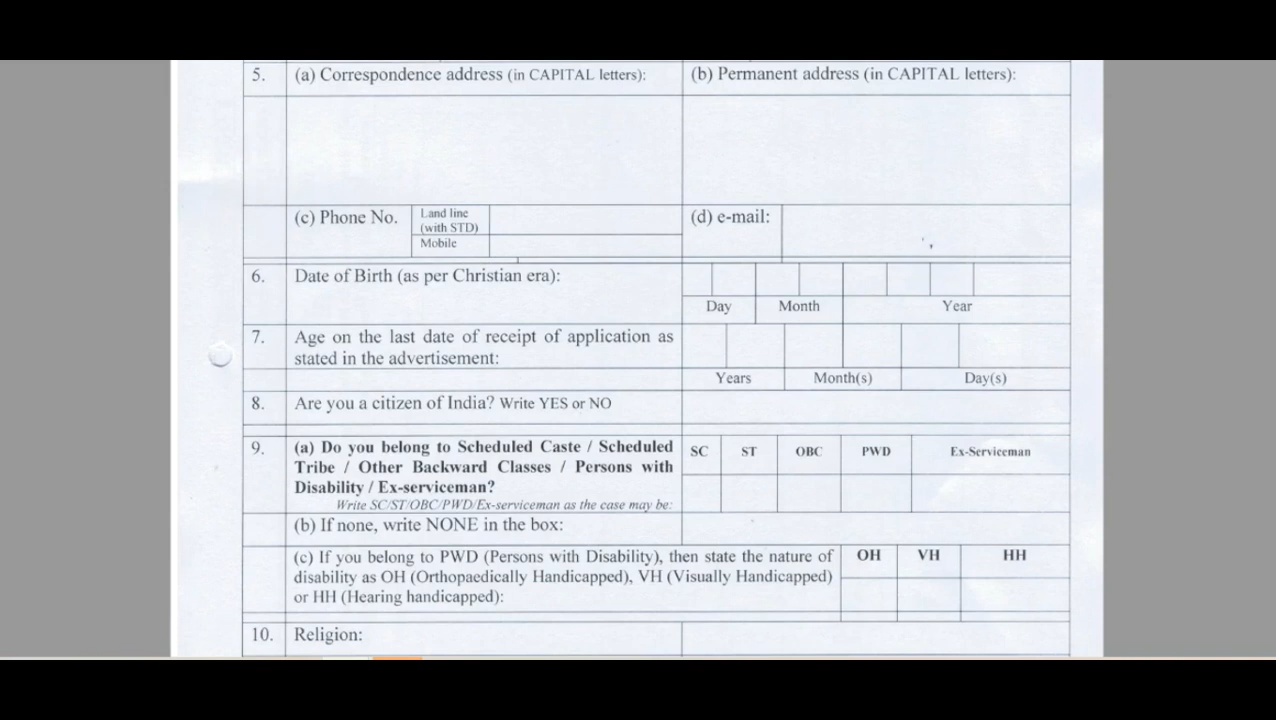 5. (a) Correspondence address (in CAPITAL letters): (b) Permanent address (in CAPITAL letters):
(c) Phone No. Land line (with STD) (d) e-mail:
Mobile
6. Date of Birth (as per Christian era):
Day Month Year
7. Age on the last date of receipt of application as
stated in the advertisement:
Years Month(s) Day(s)
8. Are you a citizen of India? Write YES or NO
9. (a) Do you belong to Scheduled Caste / Scheduled
Tribe / Other Backward Classes / Persons with
Disability / Ex-serviceman?
Write SC/ST/OBC/PWD/Ex-serviceman as the case may be:
SC ST OBC PWD Ex-Serviceman
(b) If none, write NONE in the box:
(c) If you belong to PWD (Persons with Disability), then state the nature of
disability as OH (Orthopaedically Handicapped), VH (Visually Handicapped)
or HH (Hearing handicapped):
OH VH HH
10. Religion: